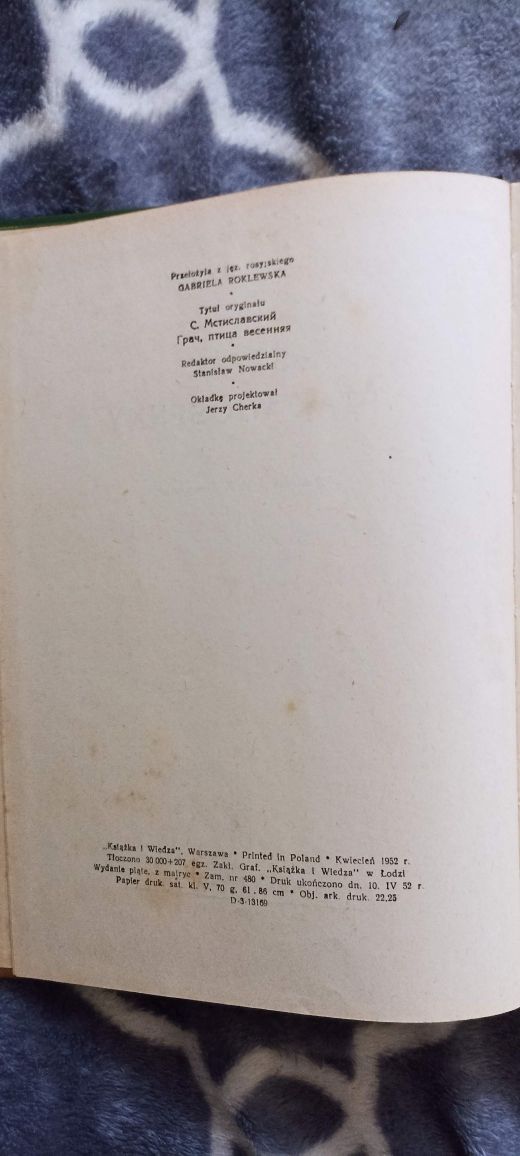 Przełożyła z jęz. rosyjskiego
GABRIELA ROKLEWSKA
•
Tytuł oryginału
С. Мстиславский
Грач, птица весенняя
•
Redaktor odpowiedzialny
Stanisław Nowacki
•
Okładkę projektował
Jerzy Cherka
„Książka i Wiedza", Warszawa • Printed in Poland • Kwiecień 1952 r.
Tłoczono 30 000+207 egz. Zakł. Graf. „Książka i Wiedza" w Łodzi
Wydanie piąte, z matryc • Zam. nr 480 • Druk ukończono dn. 10. IV 52 r.
Papier druk. sat. kl. V, 70 g, 61 . 86 cm • Obj. ark. druk. 22,25
D-3-13169